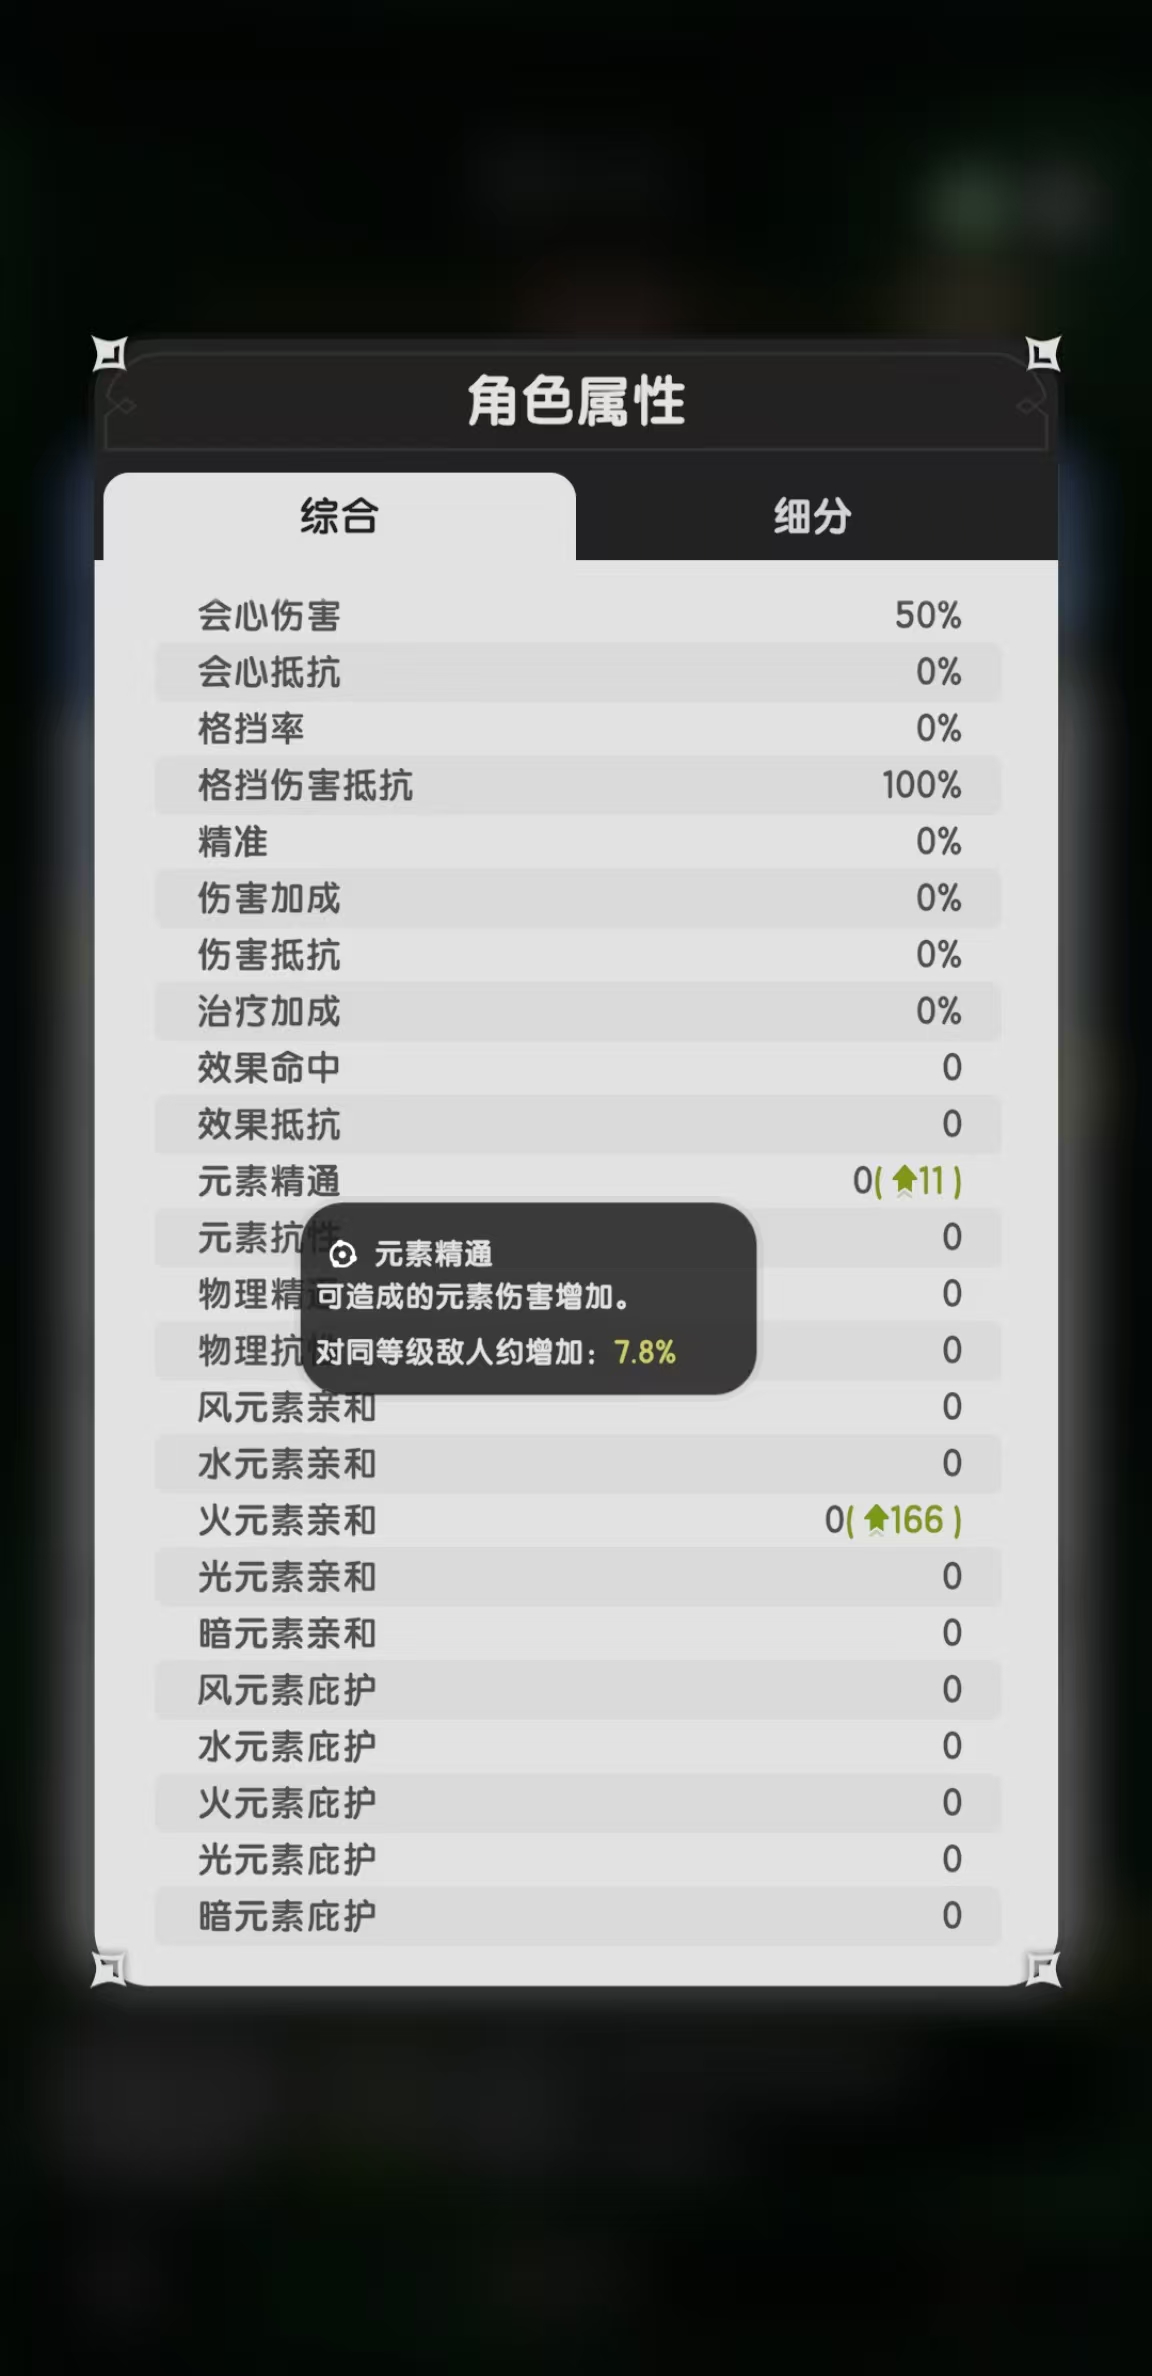 角色属性
综合
细分
会心伤害 50%
会心抵抗 0%
格挡率 0%
格挡伤害抵抗 100%
精准 0%
伤害加成 0%
伤害抵抗 0%
治疗加成 0%
效果命中 0
效果抵抗 0
元素精通 0(11)
元素抗性 0
元素精通
可造成的元素伤害增加。
对同等级敌人约增加：7.8%
物理精通 0
物理抗性 0
风元素亲和 0
水元素亲和 0
火元素亲和 0(166)
光元素亲和 0
暗元素亲和 0
风元素庇护 0
水元素庇护 0
火元素庇护 0
光元素庇护 0
暗元素庇护 0